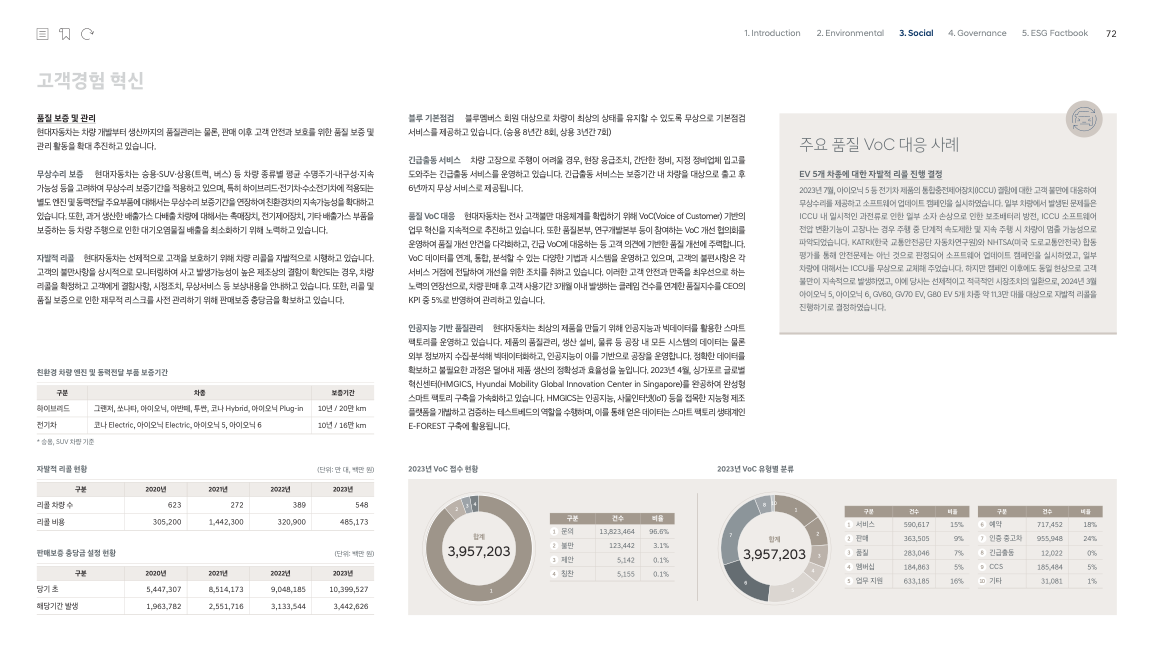 1. Introduction 2. Environmental 3. Social 4. Governance 5. ESG Factbook 72
고객경험 혁신
품질 보증 및 관리
현대자동차는 차량 개발부터 생산까지의 품질관리는 물론, 판매 이후 고객 안전과 보호를 위한 품질 보증 및
관리 활동을 확대 추진하고 있습니다.
무상수리 보증 현대자동차는 승용·SUV·상용(트럭, 버스) 등 차량 종류별 평균 수명주기·내구성·지속
가능성 등을 고려하여 무상수리 보증기간을 적용하고 있으며, 특히 하이브리드·전기차·수소전기차에 적용되는
별도 엔진 및 동력전달 주요부품에 대해서는 무상수리 보증기간을 연장하여 친환경차의 지속가능성을 확대하고
있습니다. 또한, 과거 생산한 배출가스 다배출 차량에 대해서는 촉매장치, 전기제어장치, 기타 배출가스 부품을
보증하는 등 차량 주행으로 인한 대기오염물질 배출을 최소화하기 위해 노력하고 있습니다.
자발적 리콜 현대자동차는 선제적으로 고객을 보호하기 위해 차량 리콜을 자발적으로 시행하고 있습니다.
고객의 불만사항을 상시적으로 모니터링하여 사고 발생가능성이 높은 제조상의 결함이 확인되는 경우, 차량
리콜을 확정하고 고객에게 결함사항, 시정조치, 무상서비스 등 보상내용을 안내하고 있습니다. 또한, 리콜 및
품질 보증으로 인한 재무적 리스크를 사전 관리하기 위해 판매보증 충당금을 확보하고 있습니다.
친환경 차량 엔진 및 동력전달 부품 보증기간
구분 차종 보증기간
하이브리드 그랜저, 쏘나타, 아이오닉, 아반떼, 투싼, 코나 Hybrid, 아이오닉 Plug-in 10년 / 20만 km
전기차 코나 Electric, 아이오닉 Electric, 아이오닉 5, 아이오닉 6 10년 / 16만 km
* 승용, SUV 차량 기준
자발적 리콜 현황 (단위: 만 대, 백만 원)
구분 2020년 2021년 2022년 2023년
리콜 차량 수 623 272 389 548
리콜 비용 305,200 1,442,300 320,900 485,173
판매보증 충당금 설정 현황 (단위: 백만 원)
구분 2020년 2021년 2022년 2023년
당기 초 5,447,307 8,514,173 9,048,185 10,399,527
해당기간 발생 1,963,782 2,551,716 3,133,544 3,442,626
블루 기본점검 블루멤버스 회원 대상으로 차량이 최상의 상태를 유지할 수 있도록 무상으로 기본점검
서비스를 제공하고 있습니다. (승용 8년간 8회, 상용 3년간 7회)
긴급출동 서비스 차량 고장으로 주행이 어려울 경우, 현장 응급조치, 간단한 정비, 지정 정비업체 입고를
도와주는 긴급출동 서비스를 운영하고 있습니다. 긴급출동 서비스는 보증기간 내 차량을 대상으로 출고 후
6년까지 무상 서비스로 제공됩니다.
품질 VoC 대응 현대자동차는 전사 고객불만 대응체계를 확립하기 위해 VoC(Voice of Customer) 기반의
업무 혁신을 지속적으로 추진하고 있습니다. 또한 품질본부, 연구개발본부 등이 참여하는 VoC 개선 협의회를
운영하여 품질 개선 안건을 다각화하고, 긴급 VoC에 대응하는 등 고객 의견에 기반한 품질 개선에 주력합니다.
VoC 데이터를 연계, 통합, 분석할 수 있는 다양한 기법과 시스템을 운영하고 있으며, 고객의 불편사항은 각
서비스 거점에 전달하여 개선을 위한 조치를 취하고 있습니다. 이러한 고객 안전과 만족을 최우선으로 하는
노력의 연장선으로, 차량 판매 후 고객 사용기간 3개월 이내 발생하는 클레임 건수를 연계한 품질지수를 CEO의
KPI 중 5%로 반영하여 관리하고 있습니다.
인공지능 기반 품질관리 현대자동차는 최상의 제품을 만들기 위해 인공지능과 빅데이터를 활용한 스마트
팩토리를 운영하고 있습니다. 제품의 품질관리, 생산 설비, 물류 등 공장 내 모든 시스템의 데이터는 물론
외부 정보까지 수집·분석해 빅데이터화하고, 인공지능이 이를 기반으로 공장을 운영합니다. 정확한 데이터를
확보하고 불필요한 과정은 덜어내 제품 생산의 정확성과 효율성을 높입니다. 2023년 4월, 싱가포르 글로벌
혁신센터(HMGICS, Hyundai Mobility Global Innovation Center in Singapore)를 완공하여 완성형
스마트 팩토리 구축을 가속화하고 있습니다. HMGICS는 인공지능, 사물인터넷(IoT) 등을 접목한 지능형 제조
플랫폼을 개발하고 검증하는 테스트베드의 역할을 수행하며, 이를 통해 얻은 데이터는 스마트 팩토리 생태계인
E-FOREST 구축에 활용됩니다.
주요 품질 VoC 대응 사례
EV 5개 차종에 대한 자발적 리콜 진행 결정
2023년 7월, 아이오닉 5 등 전기차 제품의 통합충전제어장치(ICCU) 결함에 대한 고객 불만에 대응하여
무상수리를 제공하고 소프트웨어 업데이트 캠페인을 실시하였습니다. 일부 차량에서 발생된 문제들은
ICCU 내 일시적인 과전류로 인한 일부 소자 손상으로 인한 보조배터리 방전, ICCU 소프트웨어
전압 변환기능이 고장나는 경우 주행 중 단계적 속도제한 및 지속 주행 시 차량이 멈출 가능성으로
파악되었습니다. KATRI(한국 교통안전공단 자동차연구원)와 NHTSA(미국 도로교통안전국) 합동
평가를 통해 안전문제는 아닌 것으로 판정되어 소프트웨어 업데이트 캠페인을 실시하였고, 일부
차량에 대해서는 ICCU를 무상으로 교체해 주었습니다. 하지만 캠페인 이후에도 동일 현상으로 고객
불만이 지속적으로 발생하였고, 이에 당사는 선제적이고 적극적인 시장조치의 일환으로, 2024년 3월
아이오닉 5, 아이오닉 6, GV60, GV70 EV, G80 EV 5개 차종 약 11.3만 대를 대상으로 자발적 리콜을
진행하기로 결정하였습니다.
2023년 VoC 접수 현황
합계
3,957,203
1
2
3
4
구분 건수 비율
1 문의 13,823,464 96.6%
2 불만 123,442 3.1%
3 제안 5,142 0.1%
4 칭찬 5,155 0.1%
2023년 VoC 유형별 분류
합계
3,957,203
1
2
3
4
5
6
7
8
10
구분 건수 비율
1 서비스 590,617 15%
2 판매 363,505 9%
3 품질 283,046 7%
4 멤버십 184,863 5%
5 업무 지원 633,185 16%
구분 건수 비율
6 예약 717,452 18%
7 인증 중고차 955,948 24%
8 긴급출동 12,022 0%
9 CCS 185,484 5%
10 기타 31,081 1%